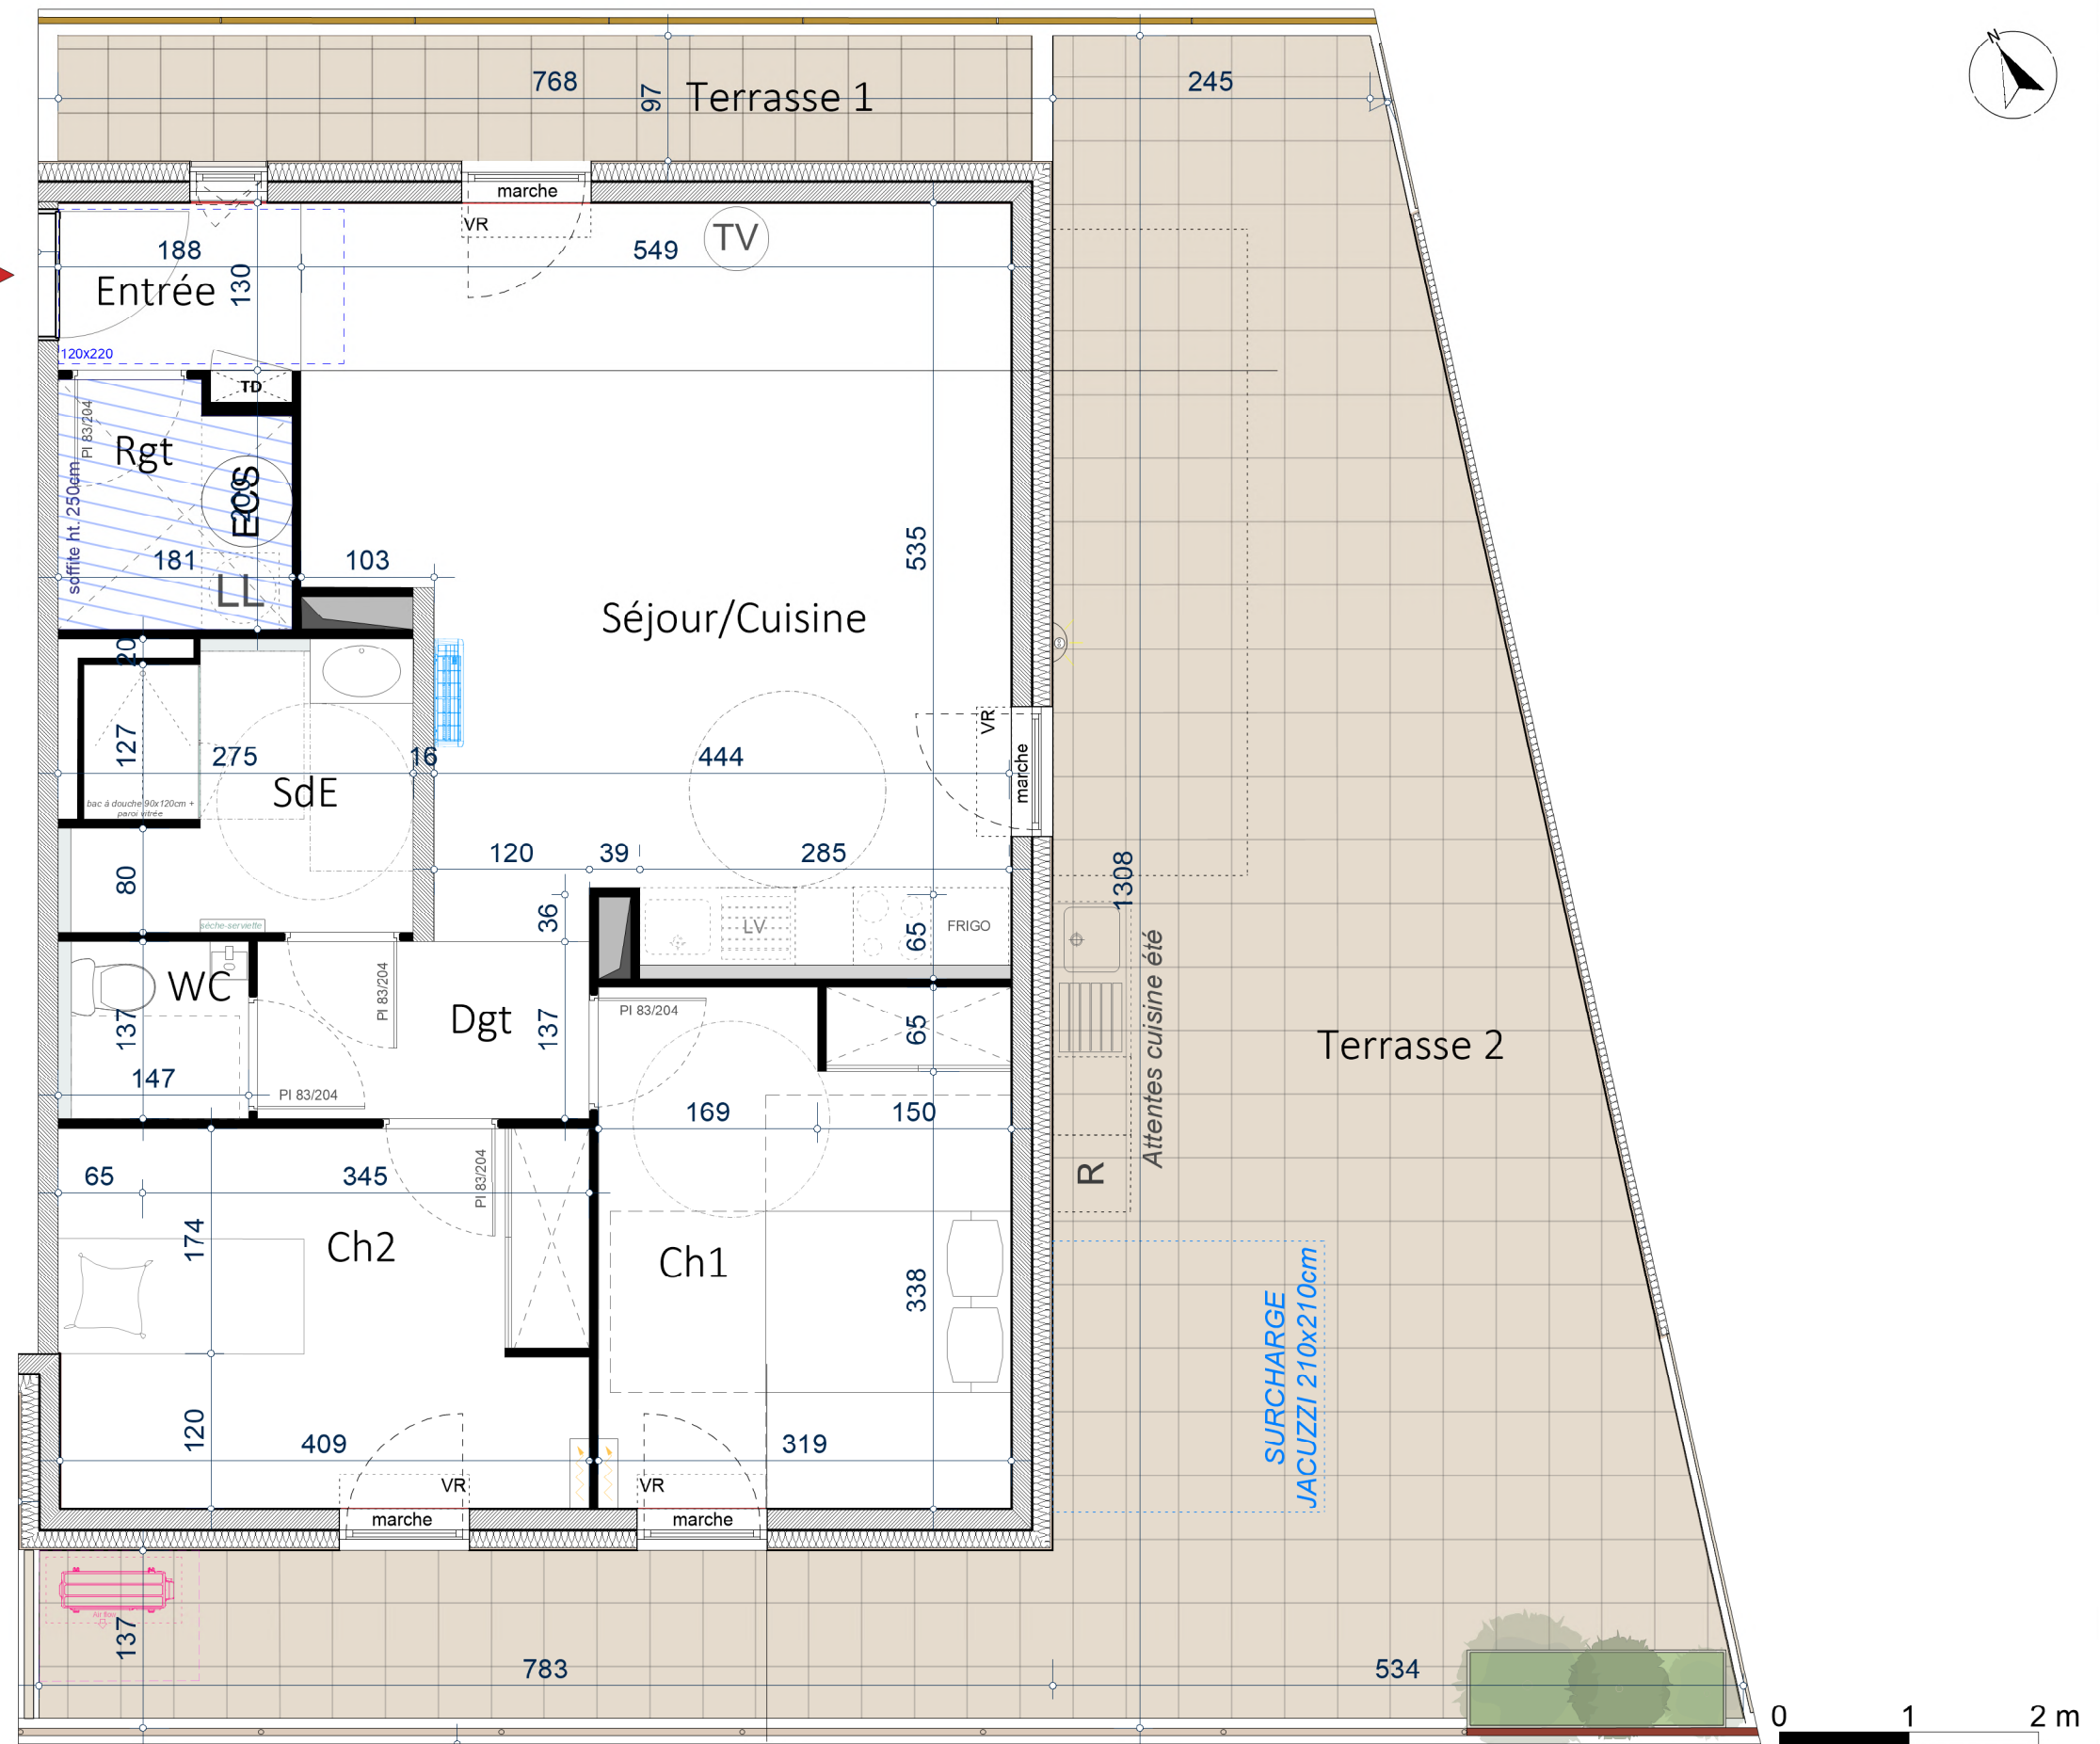 N
768
97
Terrasse 1
245
marche
VR
TV
188
549
130
Entrée
120x220
TD
PI 83/204
Rgt
ECS
200
soffite ht. 250cm
181
103
LL
535
Séjour/Cuisine
20
127
275
16
444
VR
marche
SdE
bac à douche 90x120cm +
paroi vitrée
120
39
285
80
36
1308
sèche-serviette
LV
65
FRIGO
WC
PI 83/204
Dgt
137
137
PI 83/204
65
Attentes cuisine été
Terrasse 2
147
PI 83/204
169
150
R
65
345
PI 83/204
174
Ch2
Ch1
338
SURCHARGE
JACUZZI 210x210cm
120
409
319
VR
VR
marche
marche
Air flow
137
783
534
0
1
2 m